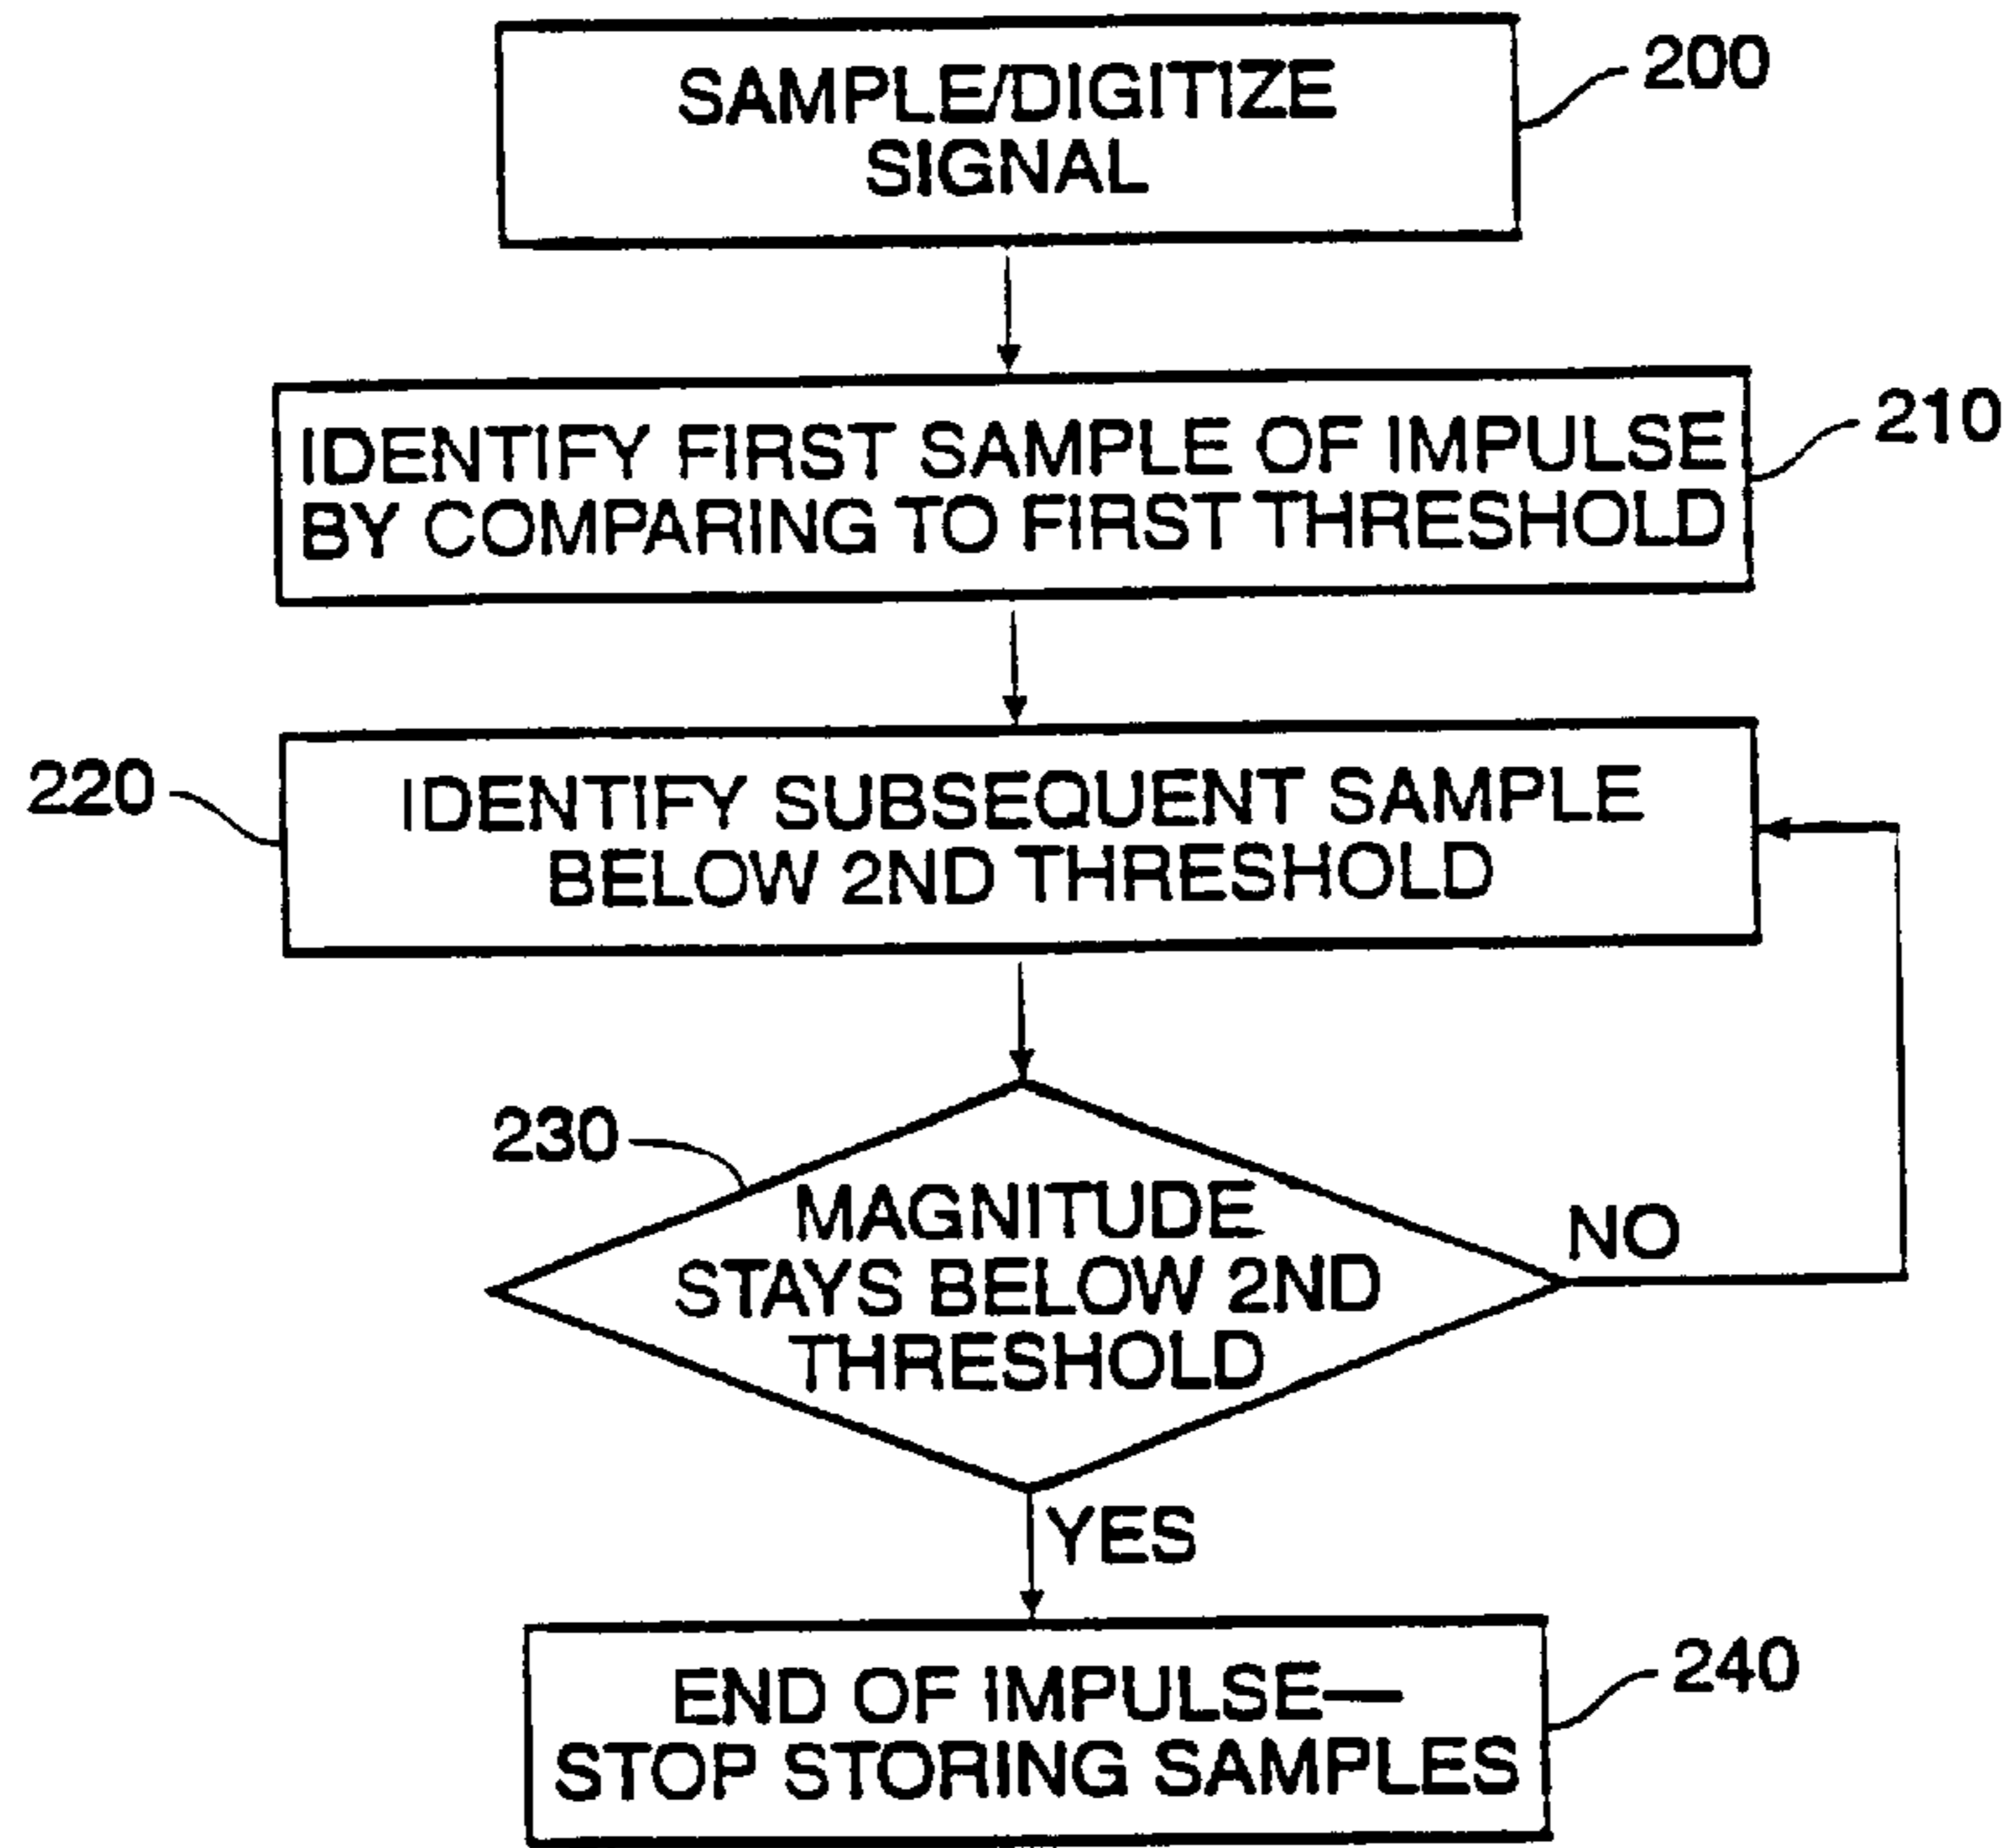 SAMPLE/DIGITIZE
SIGNAL
200
IDENTIFY FIRST SAMPLE OF IMPULSE
BY COMPARING TO FIRST THRESHOLD
210
220
IDENTIFY SUBSEQUENT SAMPLE
BELOW 2ND THRESHOLD
230
MAGNITUDE
STAYS BELOW 2ND
THRESHOLD
NO
YES
END OF IMPULSE—
STOP STORING SAMPLES
240